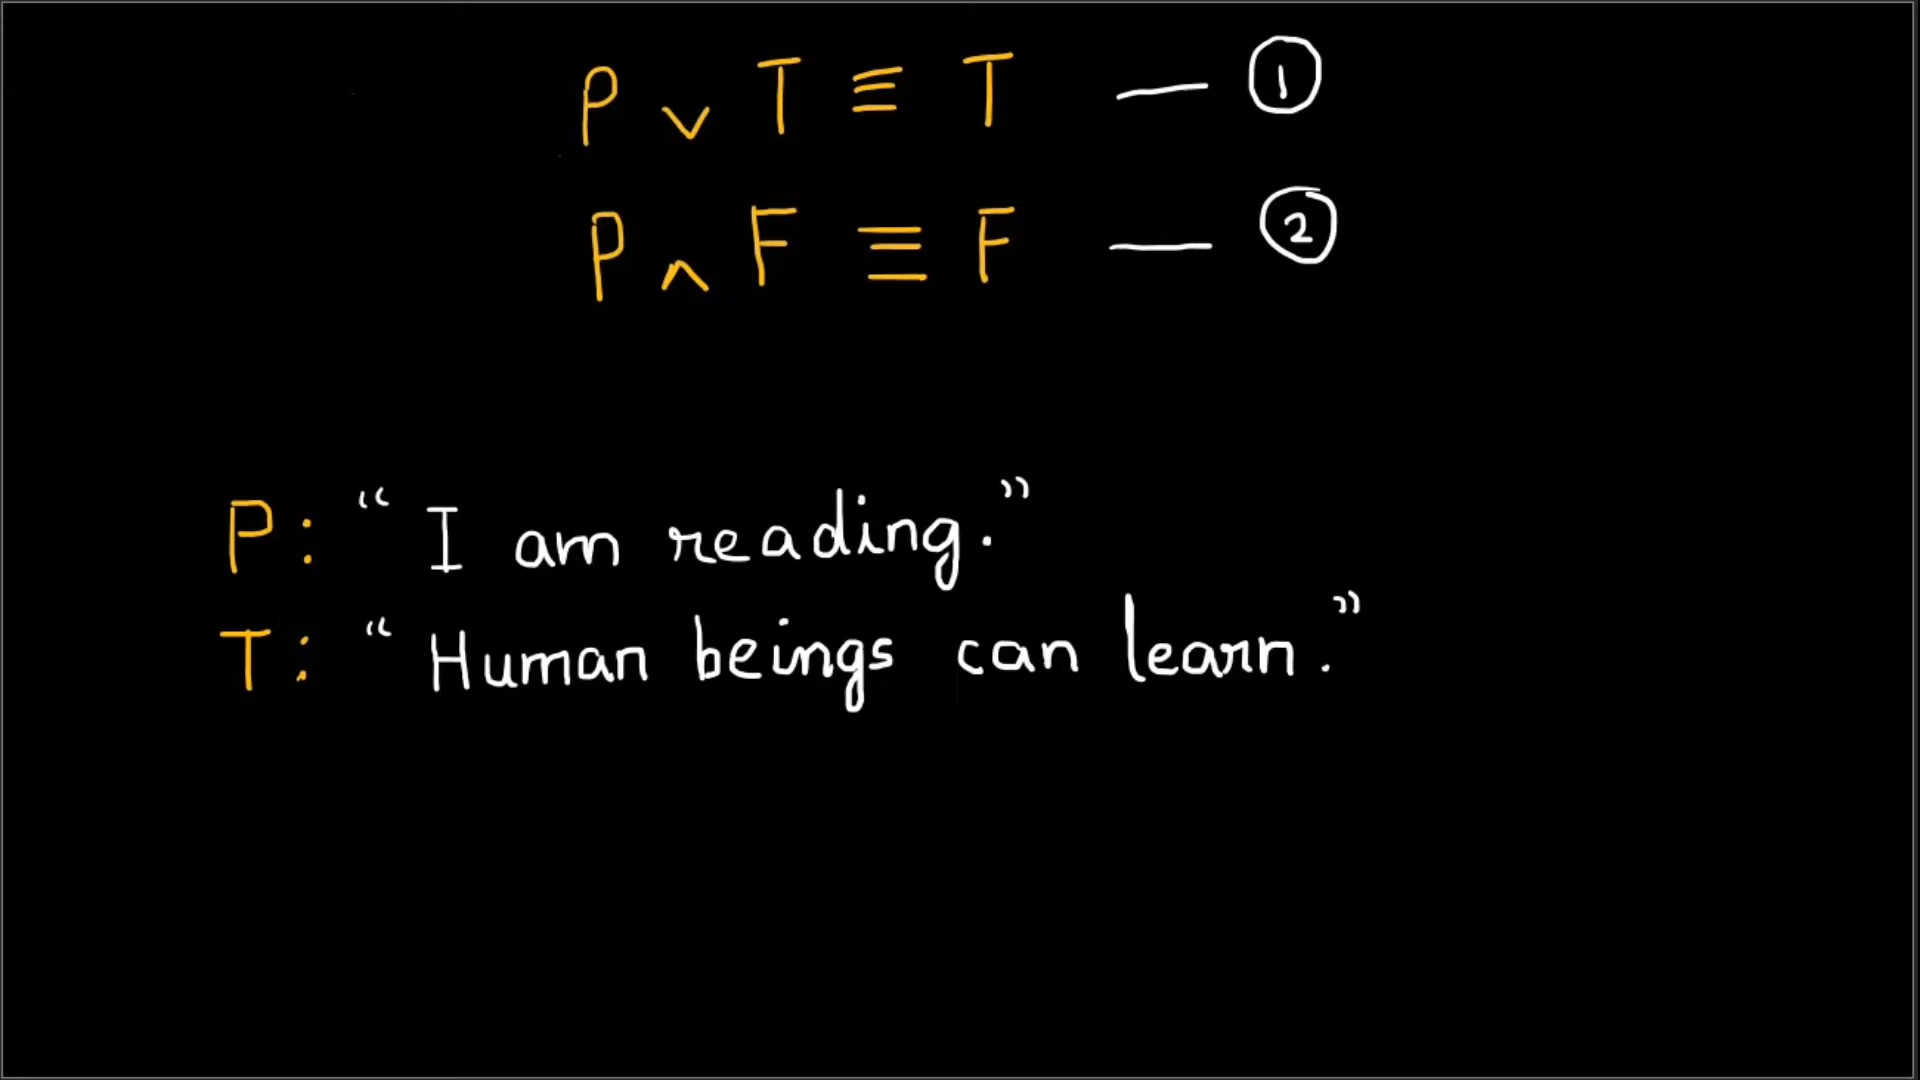 P ∨ T ≡ T — ①
P ∧ F ≡ F — ②
P: “I am reading.”
T: “Human beings can learn.”